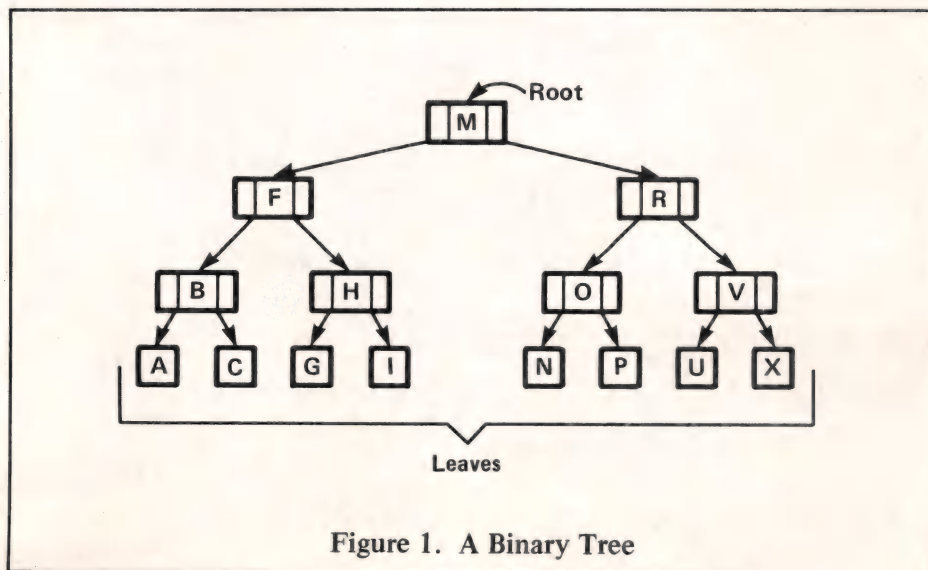 Root
M
F R
B H O V
A C G I N P U X
Leaves
Figure 1. A Binary Tree